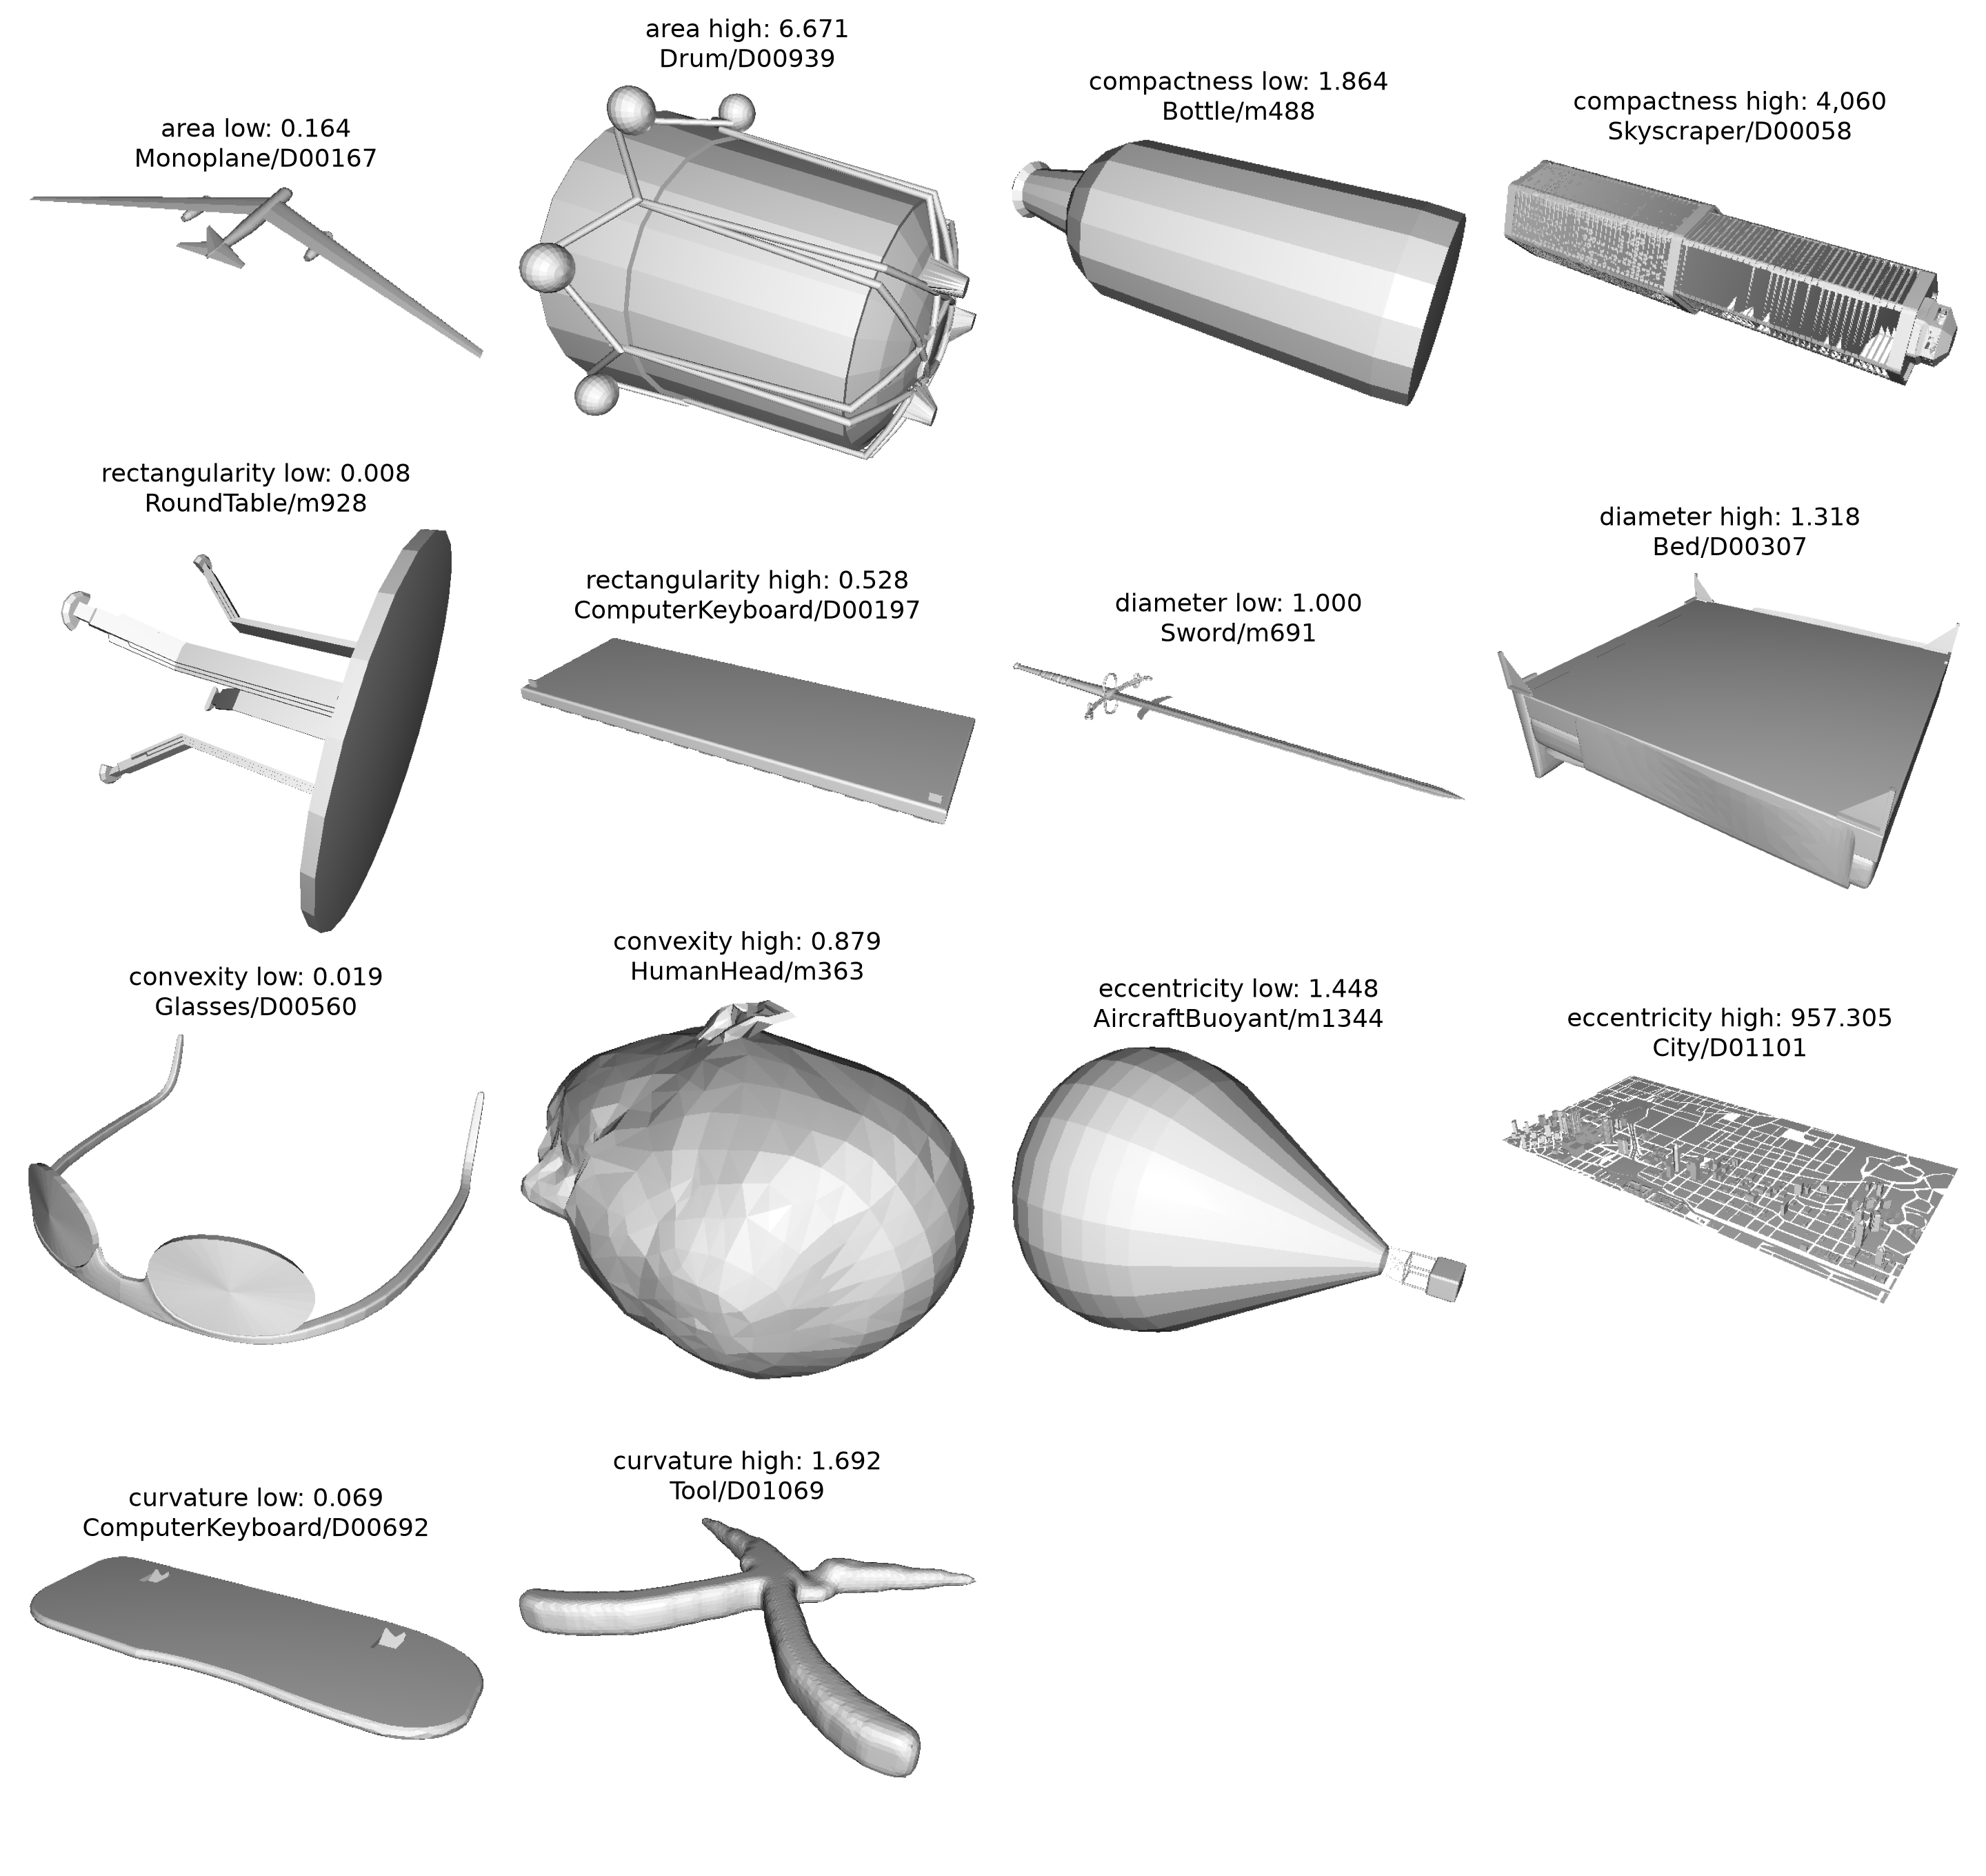 area low: 0.164
Monoplane/D00167
area high: 6.671
Drum/D00939
compactness low: 1.864
Bottle/m488
compactness high: 4,060
Skyscraper/D00058
rectangularity low: 0.008
RoundTable/m928
rectangularity high: 0.528
ComputerKeyboard/D00197
diameter low: 1.000
Sword/m691
diameter high: 1.318
Bed/D00307
convexity low: 0.019
Glasses/D00560
convexity high: 0.879
HumanHead/m363
eccentricity low: 1.448
AircraftBuoyant/m1344
eccentricity high: 957.305
City/D01101
curvature low: 0.069
ComputerKeyboard/D00692
curvature high: 1.692
Tool/D01069